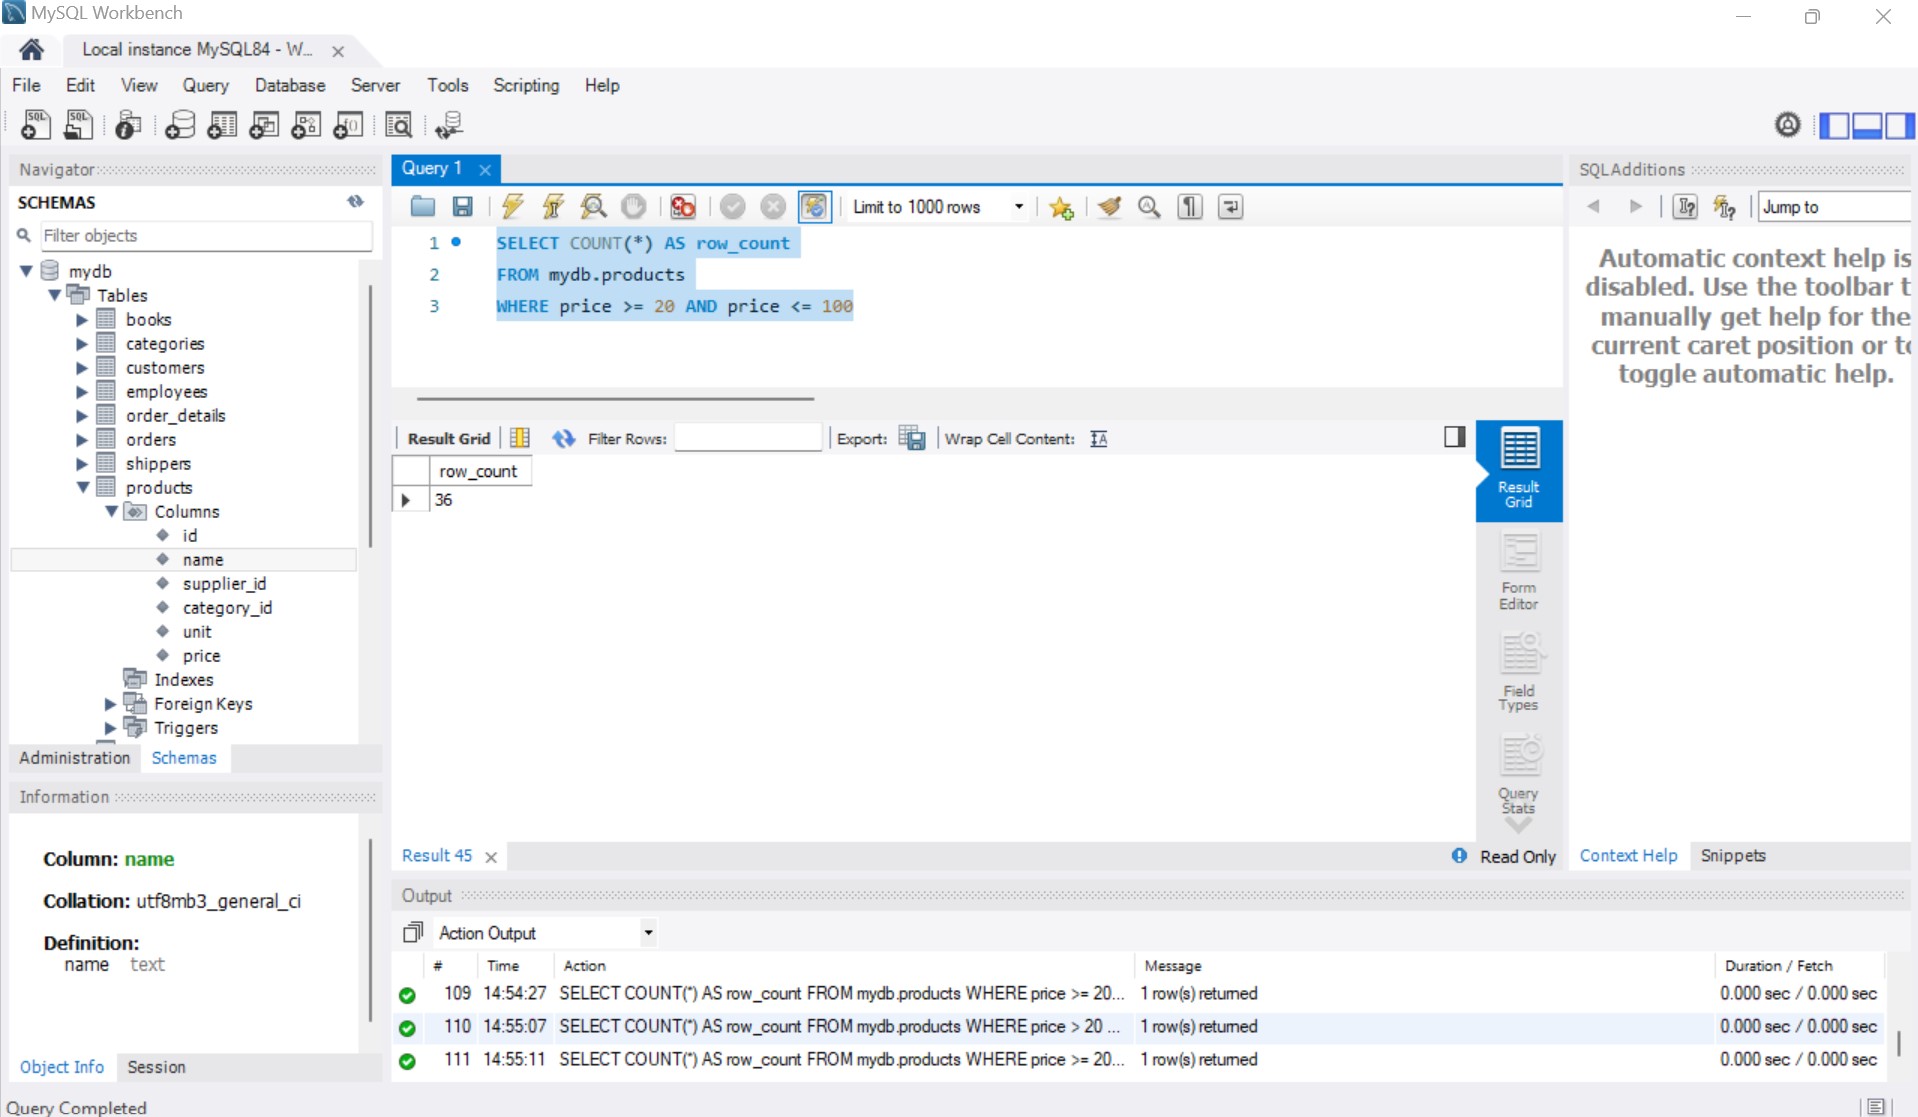 MySQL Workbench
Local instance MySQL84 - W...
File Edit View Query Database Server Tools Scripting Help
Navigator
SCHEMAS
Filter objects
mydb
Tables
books
categories
customers
employees
order_details
orders
shippers
products
Columns
id
name
supplier_id
category_id
unit
price
Indexes
Foreign Keys
Triggers
Administration Schemas
Information
Column: name
Collation: utf8mb3_general_ci
Definition:
name text
Object Info Session
Query Completed
Query 1
Limit to 1000 rows
1 SELECT COUNT(*) AS row_count
2 FROM mydb.products
3 WHERE price >= 20 AND price <= 100
Result Grid Filter Rows: Export: Wrap Cell Content:
row_count
36
Result
Grid
Form
Editor
Field
Types
Query
Stats
Result 45
Read Only
SQLAdditions
Jump to
Automatic context help is
disabled. Use the toolbar t
manually get help for the
current caret position or to
toggle automatic help.
Context Help Snippets
Output
Action Output
# Time Action Message Duration / Fetch
109 14:54:27 SELECT COUNT(*) AS row_count FROM mydb.products WHERE price >= 20... 1 row(s) returned 0.000 sec / 0.000 sec
110 14:55:07 SELECT COUNT(*) AS row_count FROM mydb.products WHERE price > 20 ... 1 row(s) returned 0.000 sec / 0.000 sec
111 14:55:11 SELECT COUNT(*) AS row_count FROM mydb.products WHERE price >= 20... 1 row(s) returned 0.000 sec / 0.000 sec